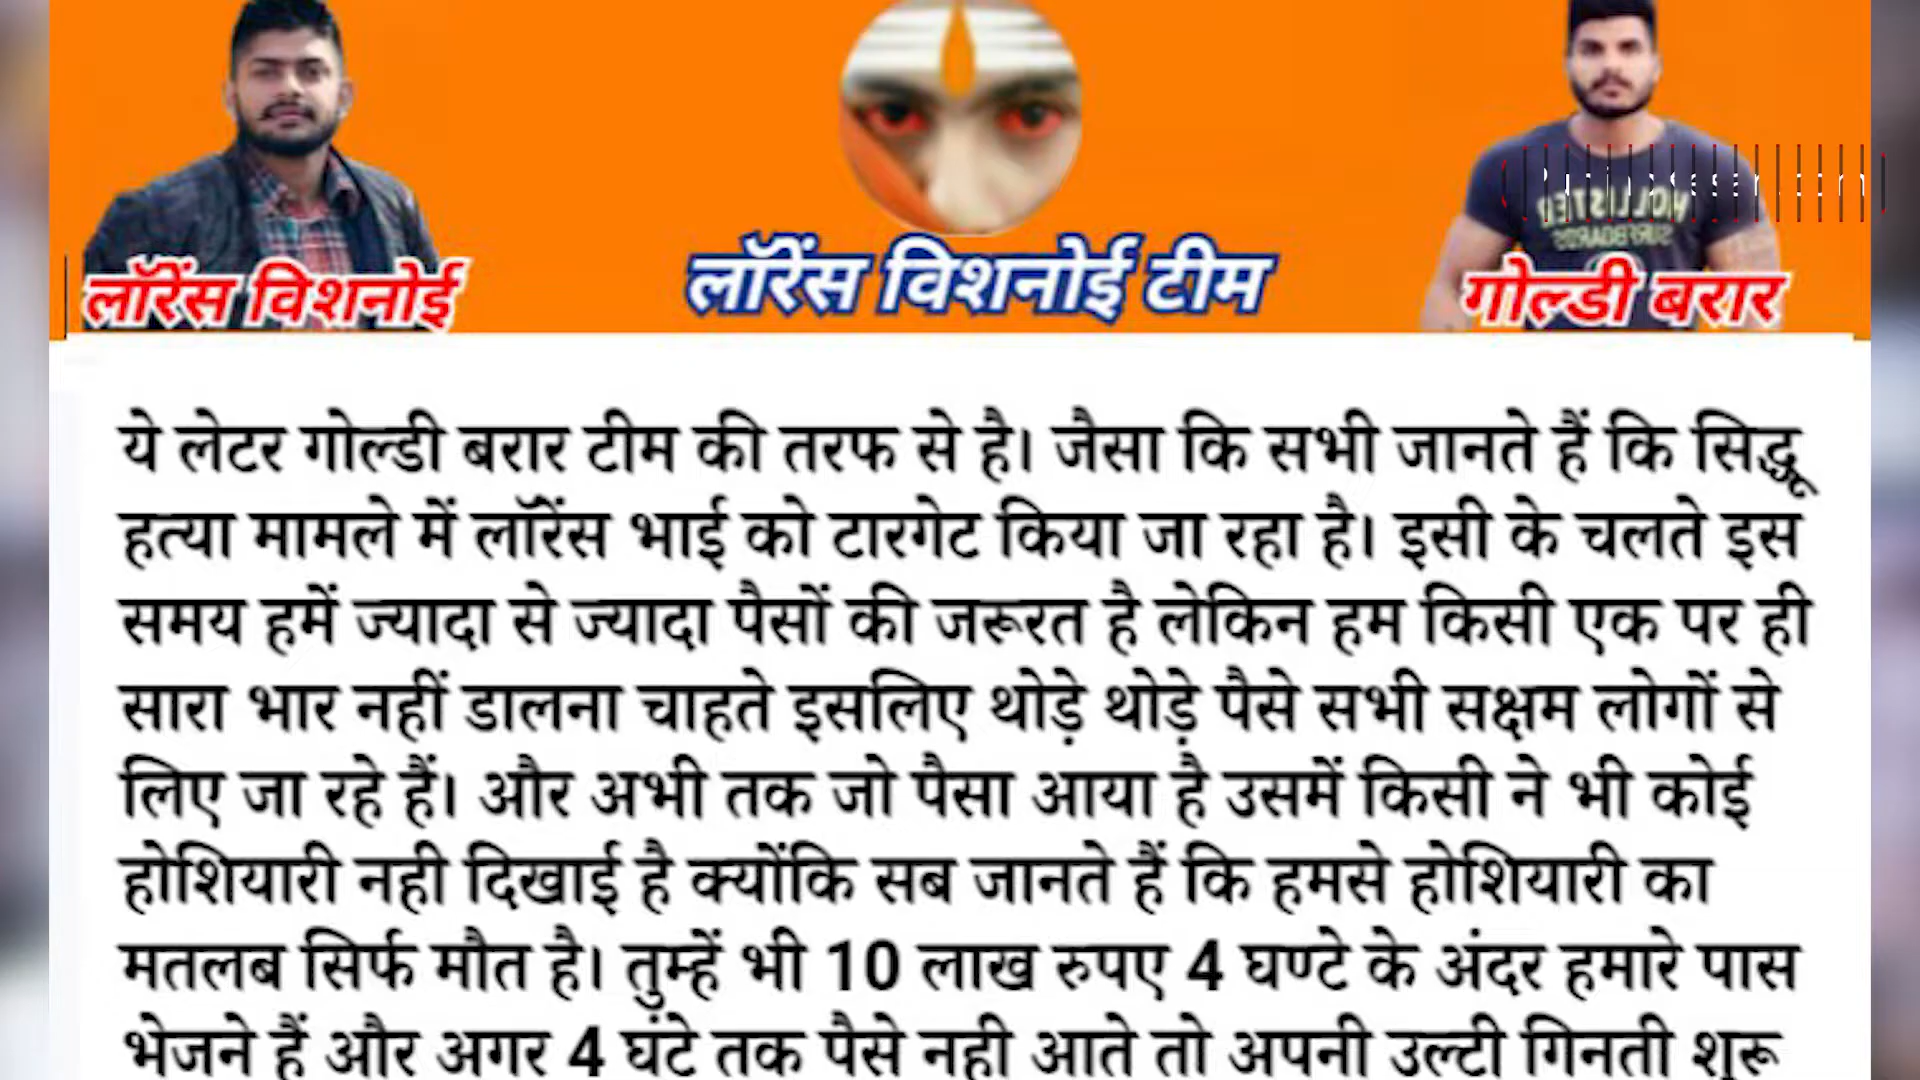 लॉरेंस विशनोई
लॉरेंस विशनोई टीम
गोल्डी बरार
ये लेटर गोल्डी बरार टीम की तरफ से है। जैसा कि सभी जानते हैं कि सिद्धू
हत्या मामले में लॉरेंस भाई को टारगेट किया जा रहा है। इसी के चलते इस
समय हमें ज्यादा से ज्यादा पैसों की जरूरत है लेकिन हम किसी एक पर ही
सारा भार नहीं डालना चाहते इसलिए थोड़े थोड़े पैसे सभी सक्षम लोगों से
लिए जा रहे हैं। और अभी तक जो पैसा आया है उसमें किसी ने भी कोई
होशियारी नही दिखाई है क्योंकि सब जानते हैं कि हमसे होशियारी का
मतलब सिर्फ मौत है। तुम्हें भी 10 लाख रुपए 4 घण्टे के अंदर हमारे पास
भेजने हैं और अगर 4 घंटे तक पैसे नही आते तो अपनी उल्टी गिनती शुरू